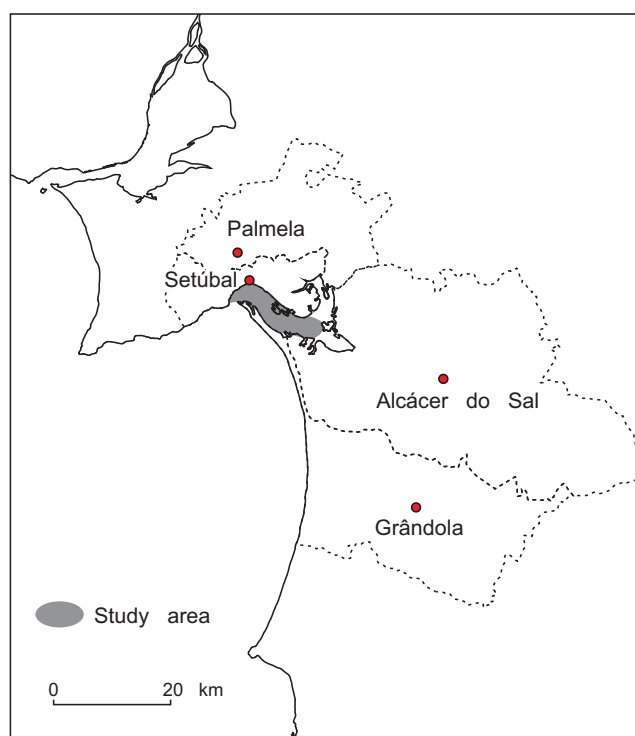 Palmela
Setúbal
Alcácer do Sal
Grândola
Study area
0 20 km